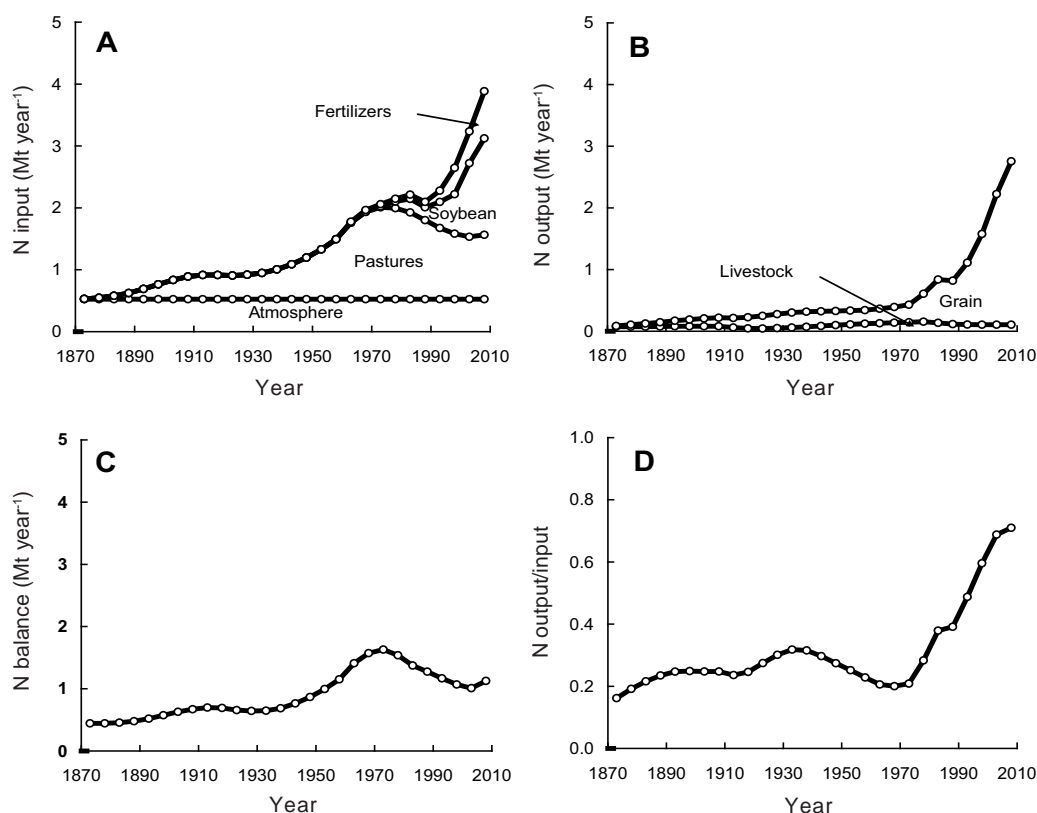 A
N input (Mt year⁻¹)
5
4
3
2
1
0
Fertilizers
Soybean
Pastures
Atmosphere
1870 1890 1910 1930 1950 1970 1990 2010
Year
B
N output (Mt year⁻¹)
5
4
3
2
1
0
Livestock
Grain
1870 1890 1910 1930 1950 1970 1990 2010
Year
C
N balance (Mt year⁻¹)
5
4
3
2
1
0
1870 1890 1910 1930 1950 1970 1990 2010
Year
D
N output/input
1.0
0.8
0.6
0.4
0.2
0.0
1870 1890 1910 1930 1950 1970 1990 2010
Year